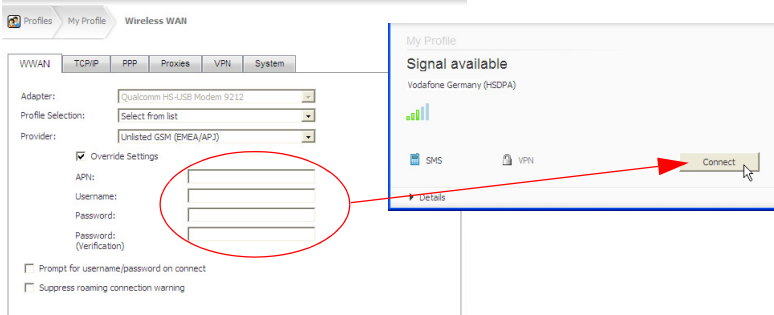 Profiles My Profile Wireless WAN
WWAN TCP/IP PPP Proxies VPN System
Adapter: Qualcomm HS-USB Modem 9212
Profile Selection: Select from list
Provider: Unlisted GSM (EMEA/APJ)
Override Settings
APN:
Username:
Password:
Password:
(Verification)
Prompt for username/password on connect
Suppress roaming connection warning
My Profile
Signal available
Vodafone Germany (HSDPA)
SMS VPN Connect
Details